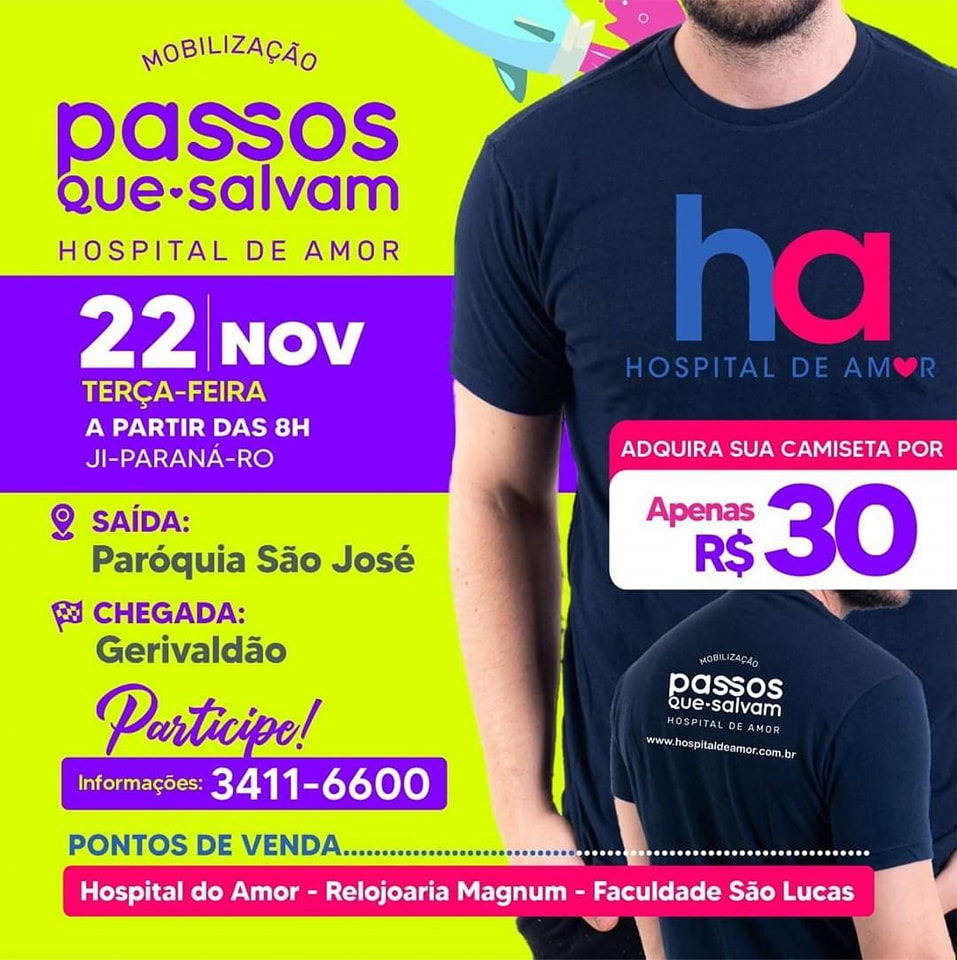 MOBILIZAÇÃO
passos
que salvam
HOSPITAL DE AMOR
22 NOV
TERÇA-FEIRA
A PARTIR DAS 8H
JI-PARANÁ-RO
SAÍDA:
Paróquia São José
CHEGADA:
Gerivaldão
Participe!
Informações: 3411-6600
ha
HOSPITAL DE AMOR
ADQUIRA SUA CAMISETA POR
Apenas
R$ 30
MOBILIZAÇÃO
passos
que salvam
HOSPITAL DE AMOR
www.hospitaldeamor.com.br
PONTOS DE VENDA
Hospital do Amor - Relojoaria Magnum - Faculdade São Lucas